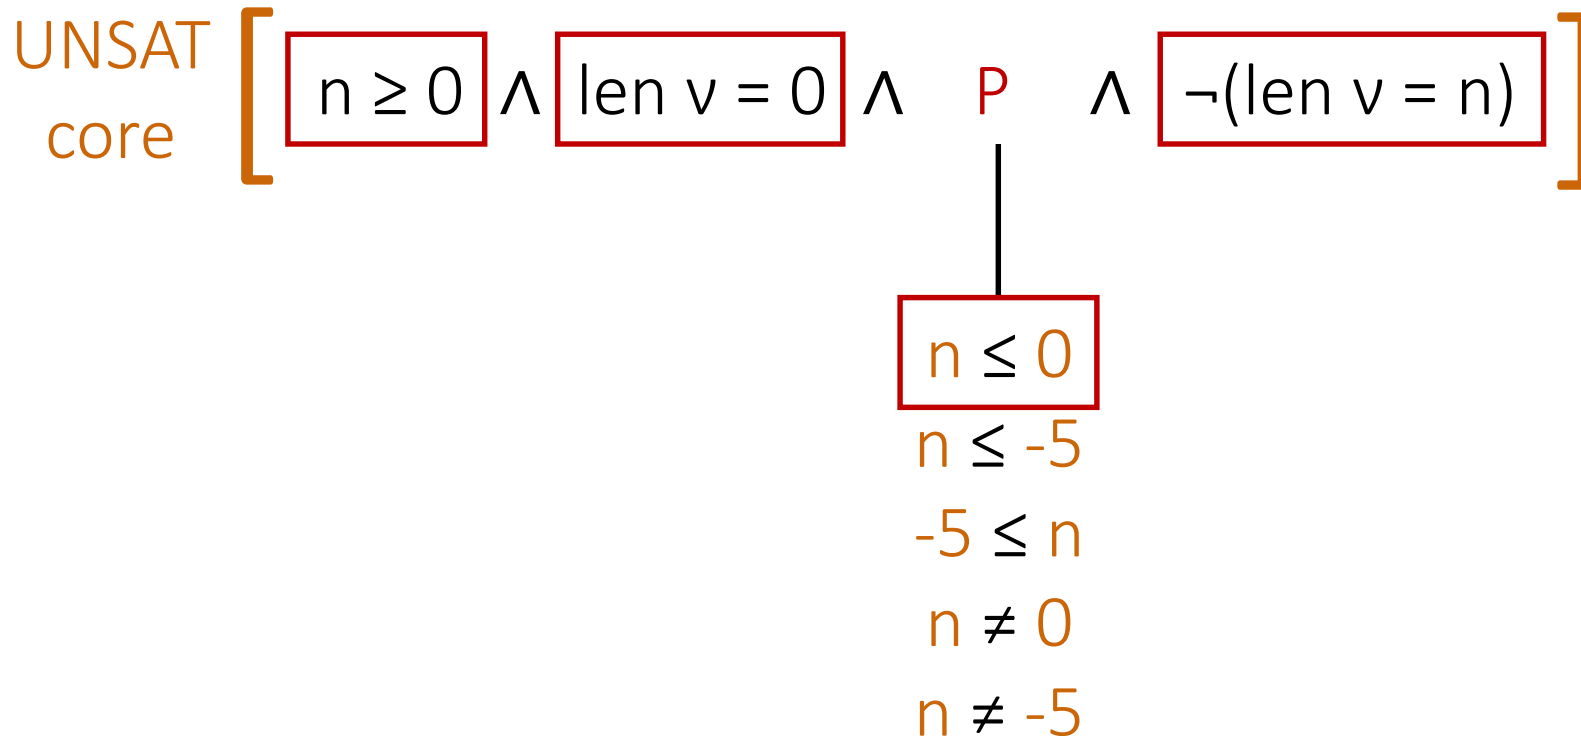 UNSAT
core
[ n ≥ 0 ∧ len ν = 0 ∧ P ∧ ¬(len ν = n) ]
n ≤ 0
n ≤ -5
-5 ≤ n
n ≠ 0
n ≠ -5